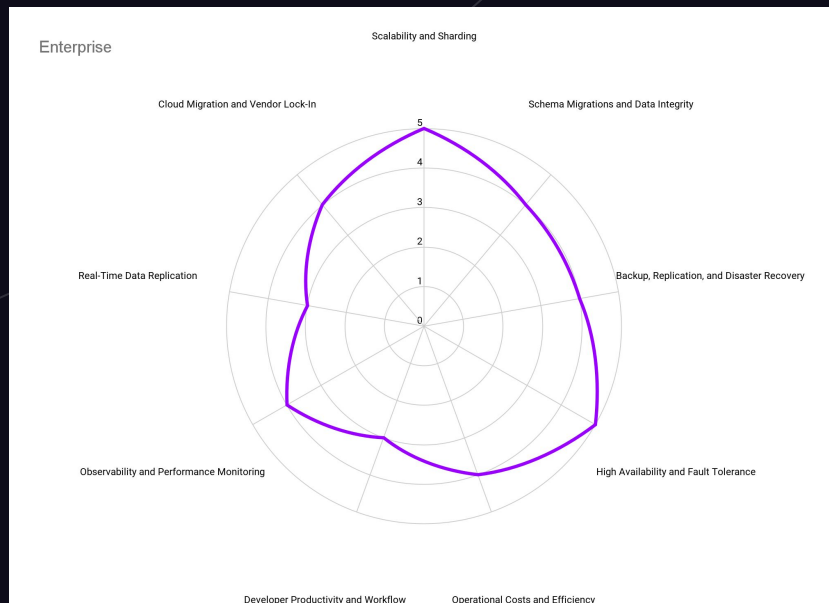 Scalability and Sharding
Enterprise
Cloud Migration and Vendor Lock-In
Schema Migrations and Data Integrity
5
4
3
2
1
0
Real-Time Data Replication
Backup, Replication, and Disaster Recovery
Observability and Performance Monitoring
High Availability and Fault Tolerance
Developer Productivity and Workflow
Operational Costs and Efficiency